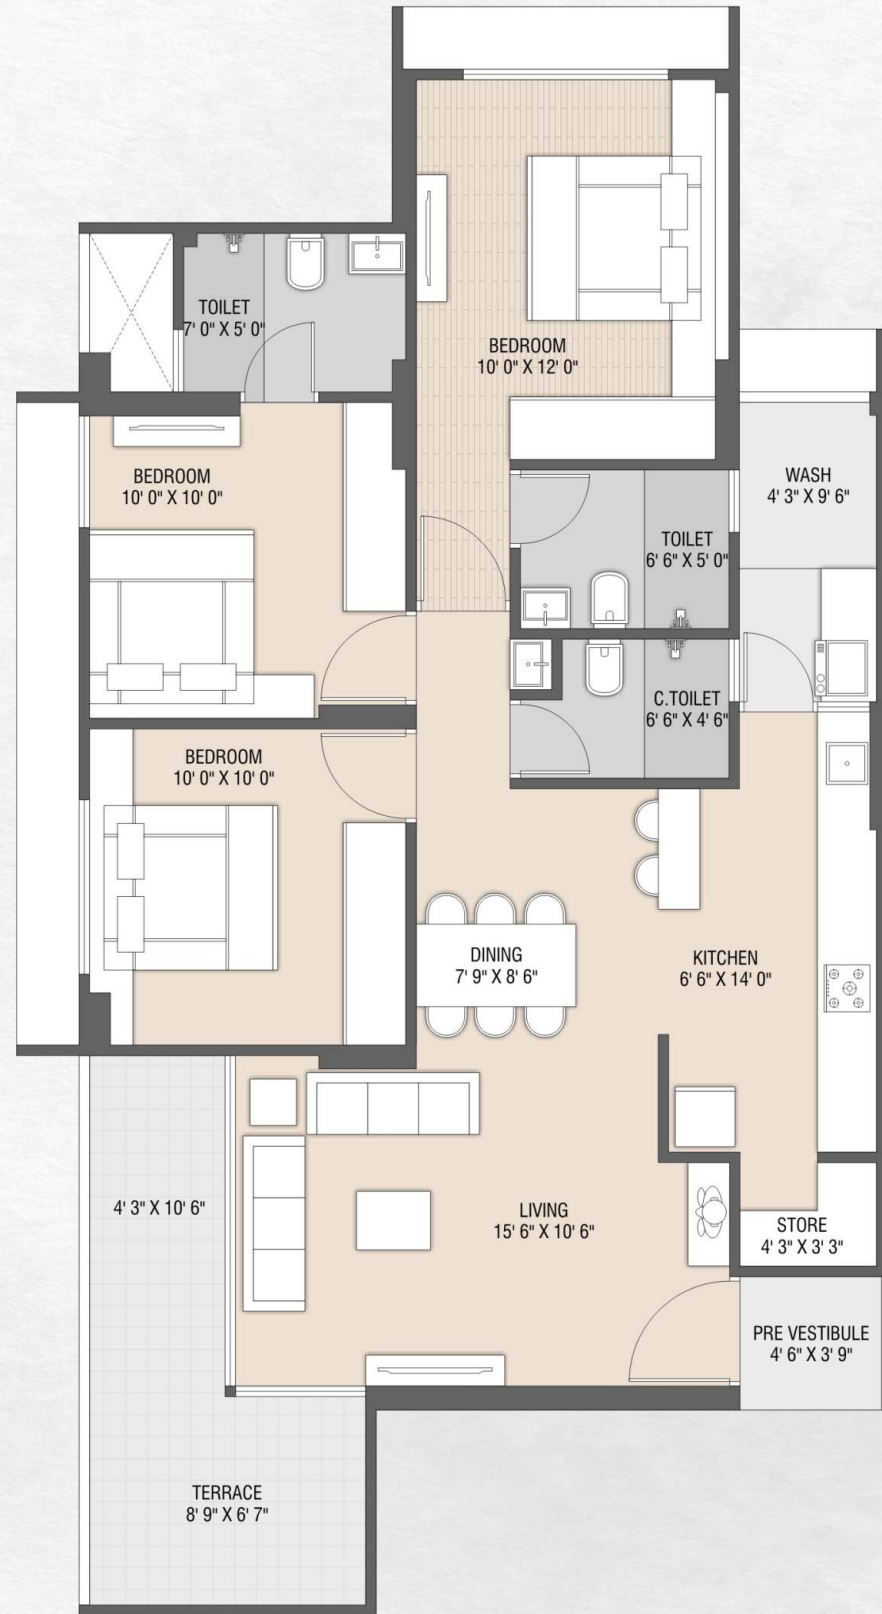 TOILET
7' 0" X 5' 0"
BEDROOM
10' 0" X 12' 0"
BEDROOM
10' 0" X 10' 0"
WASH
4' 3" X 9' 6"
TOILET
6' 6" X 5' 0"
C.TOILET
6' 6" X 4' 6"
BEDROOM
10' 0" X 10' 0"
DINING
7' 9" X 8' 6"
KITCHEN
6' 6" X 14' 0"
4' 3" X 10' 6"
LIVING
15' 6" X 10' 6"
STORE
4' 3" X 3' 3"
PRE VESTIBULE
4' 6" X 3' 9"
TERRACE
8' 9" X 6' 7"